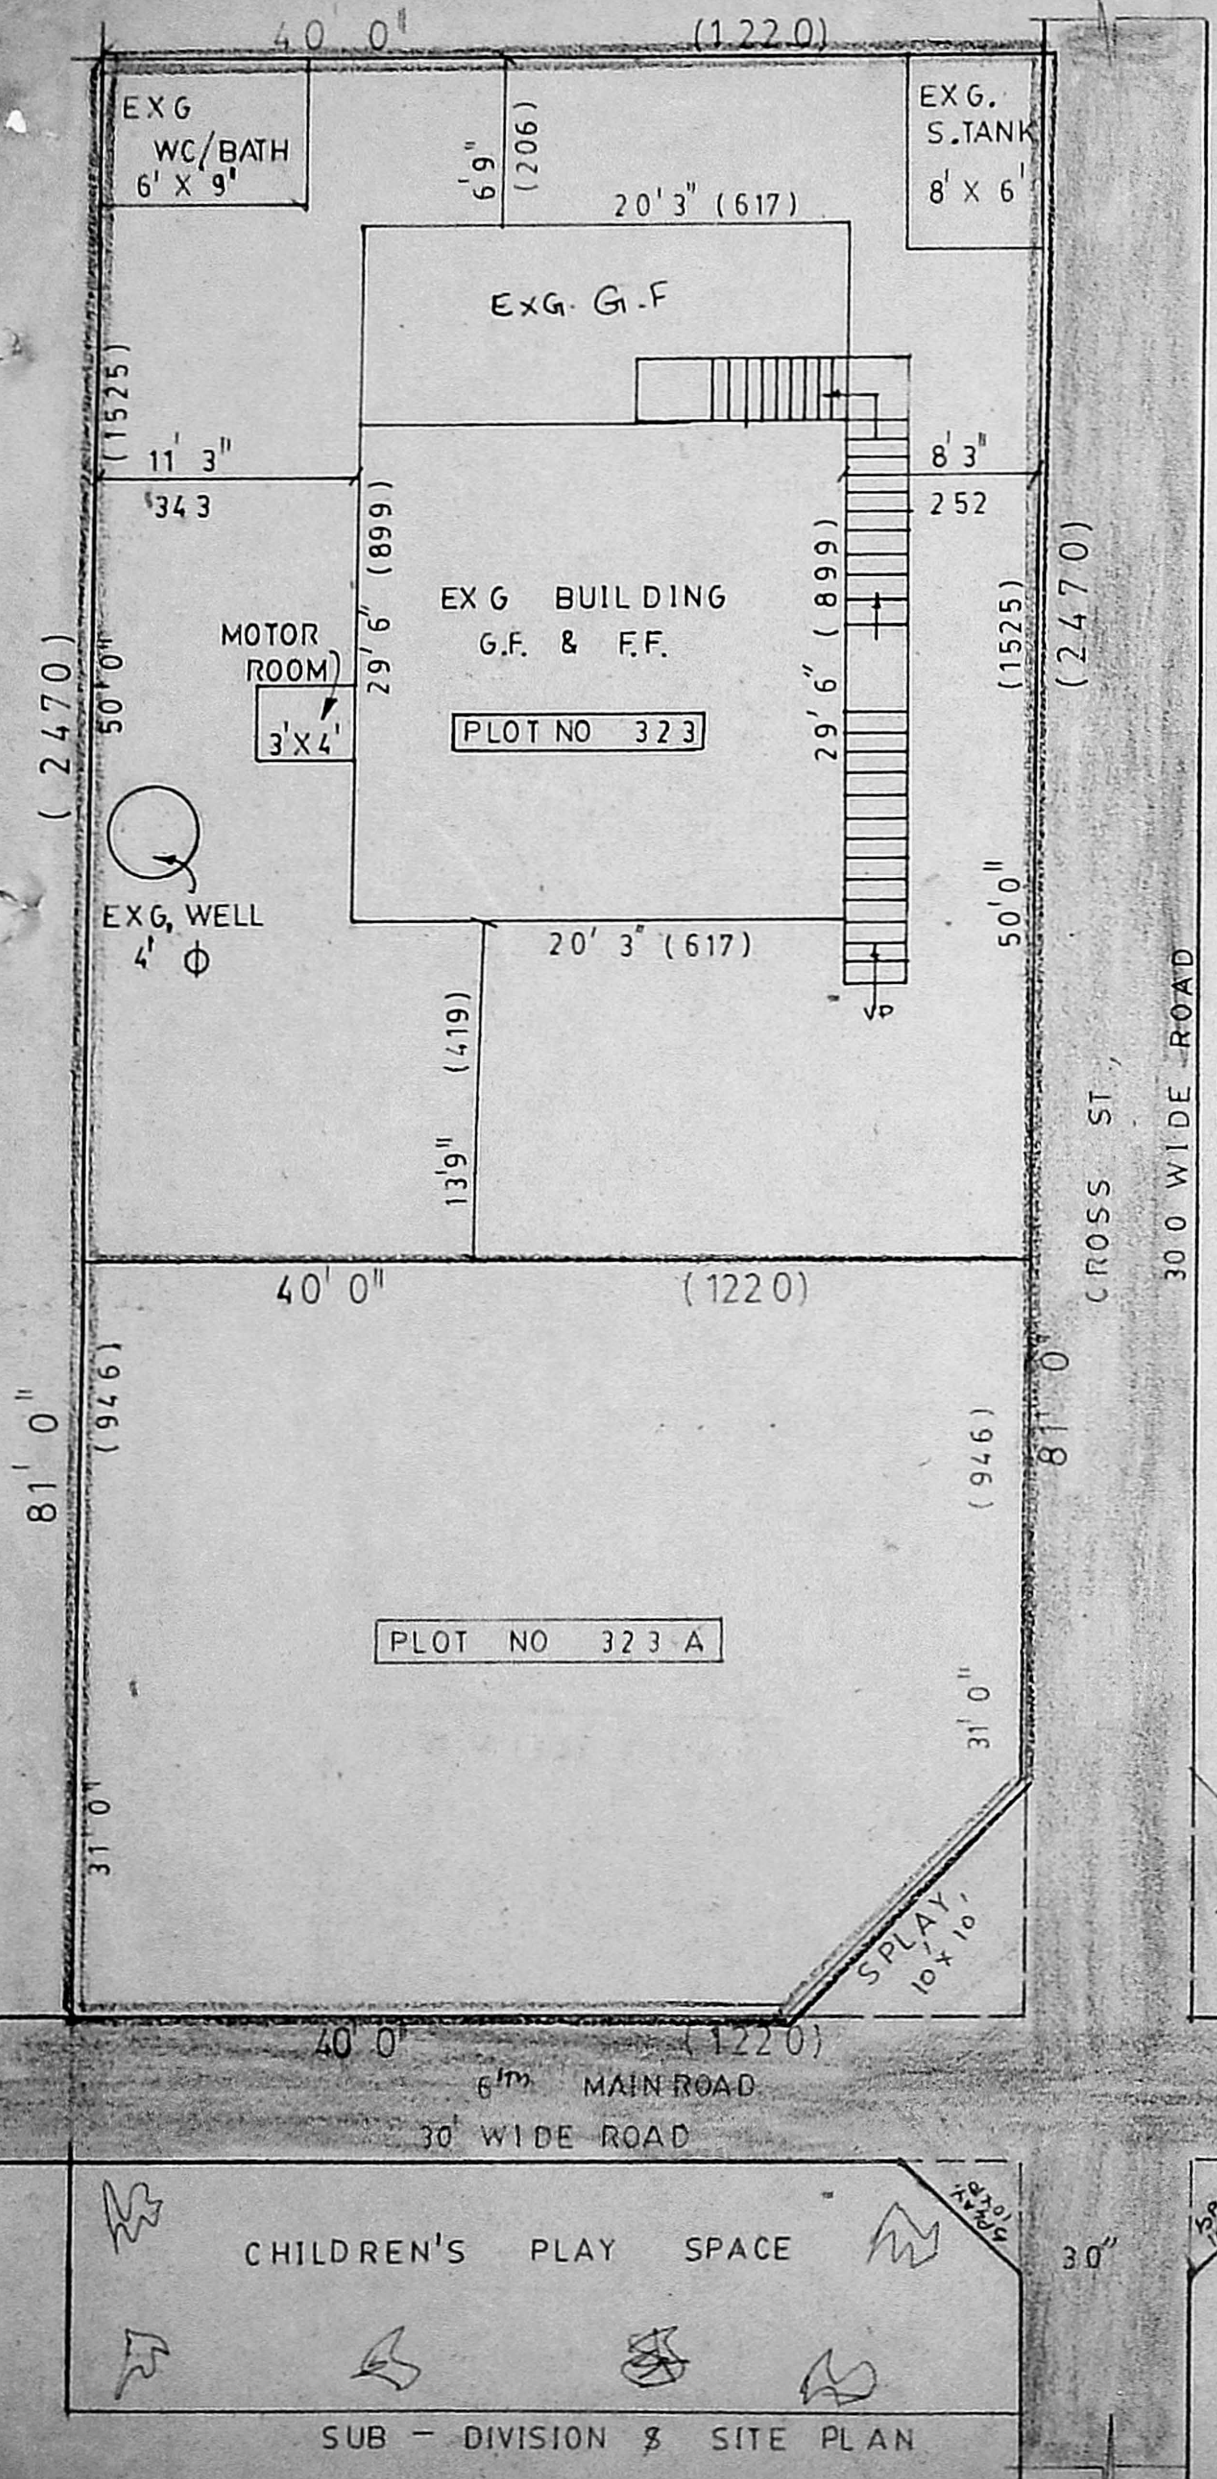 40' 0" (1220)
EXG
WC/BATH
6' X 9"
6' 9" (206)
EXG.
S.TANK
8' X 6'
20' 3" (617)
EXG. G.F
(1525)
11' 3"
343
8' 3"
252
29' 6" (899)
29' 6" (899)
EXG BUILDING
G.F. & F.F.
PLOT NO 323
MOTOR
ROOM
3' X 4'
(2470)
50' 0"
(1525)
(2470)
EXG, WELL
4' ϕ
50' 0"
20' 3" (617)
UP
13'9" (419)
CROSS ST,
30 0 WIDE ROAD
40' 0" (1220)
(946)
81' 0"
(946)
81' 0"
PLOT NO 323 A
31' 0"
31' 0"
SPLAY,
10' X 10'
40' 0" (1220)
6th MAIN ROAD
30' WIDE ROAD
SPLAY,
10 X 10
CHILDREN'S PLAY SPACE
30"
SUB - DIVISION & SITE PLAN